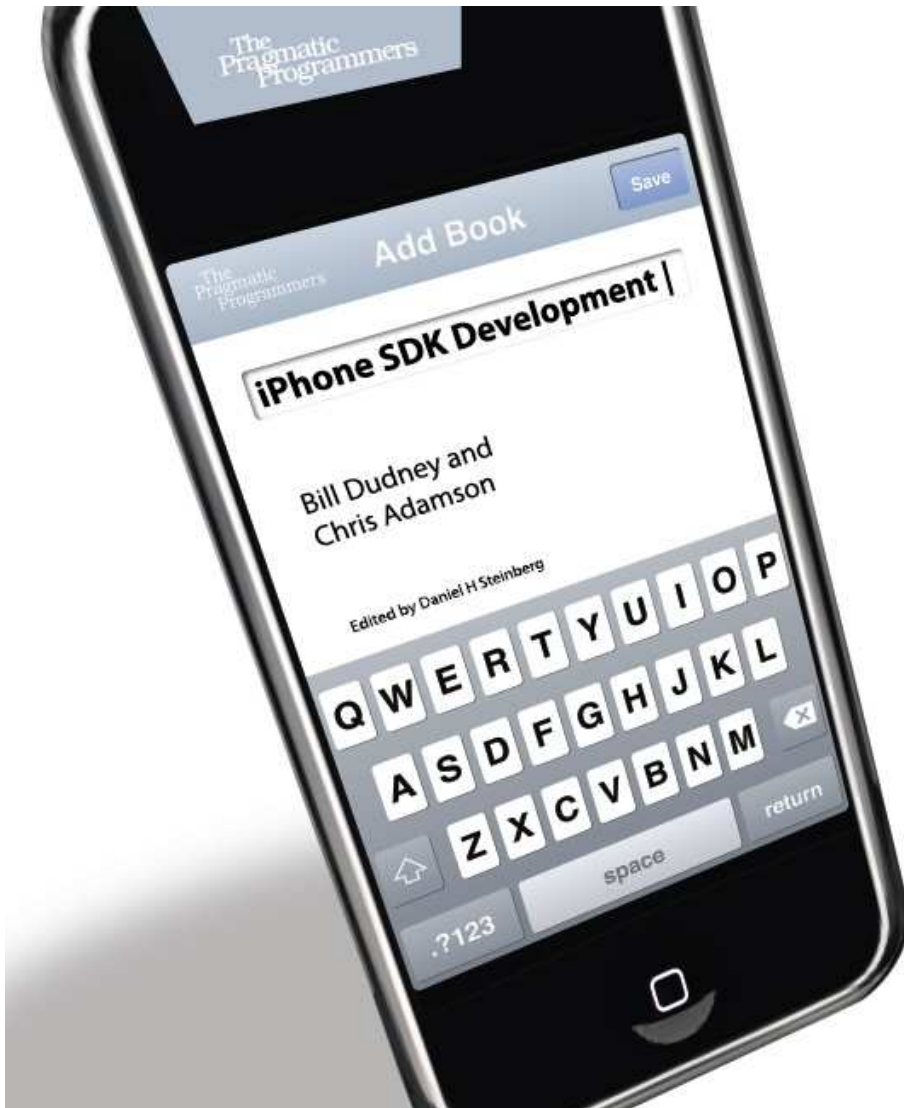 The
Pragmatic
Programmers
Save
Add Book
The
Pragmatic
Programmers
iPhone SDK Development
Bill Dudney and
Chris Adamson
Edited by Daniel H Steinberg
Q W E R T Y U I O P
A S D F G H J K L
Z X C V B N M
.?123 space return